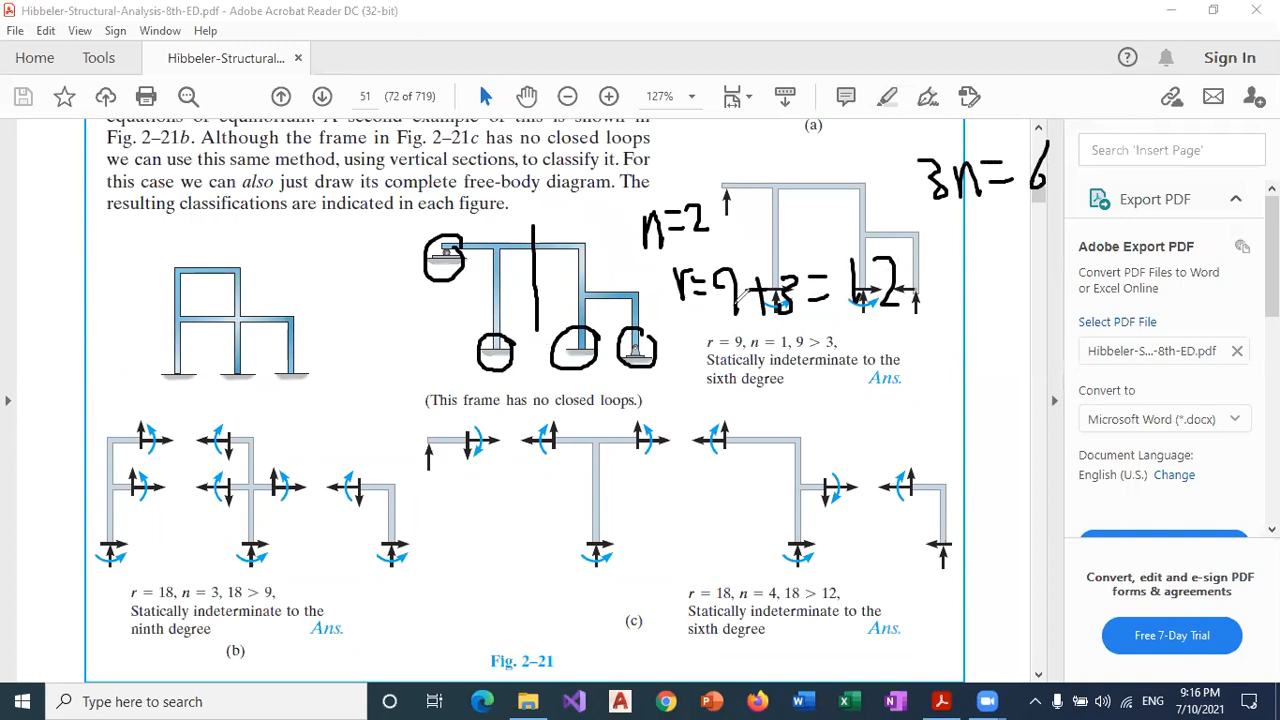 Hibbeler-Structural-Analysis-8th-ED.pdf - Adobe Acrobat Reader DC (32-bit)
File Edit View Sign Window Help
Home Tools Hibbeler-Structural... × Sign In
51 (72 of 719) 127%
equations of equilibrium. A second example of this is shown in
Fig. 2–21b. Although the frame in Fig. 2–21c has no closed loops
we can use this same method, using vertical sections, to classify it. For
this case we can also just draw its complete free-body diagram. The
resulting classifications are indicated in each figure.
(a)
3n = 6
n=2
r=9+3=12
r = 9, n = 1, 9 > 3,
Statically indeterminate to the
sixth degree Ans.
(This frame has no closed loops.)
r = 18, n = 3, 18 > 9,
Statically indeterminate to the
ninth degree Ans.
(b)
(c)
r = 18, n = 4, 18 > 12,
Statically indeterminate to the
sixth degree Ans.
Fig. 2–21
Search 'Insert Page'
Export PDF
Adobe Export PDF
Convert PDF Files to Word
or Excel Online
Select PDF File
Hibbeler-S...-8th-ED.pdf ×
Convert to
Microsoft Word (*.docx)
Document Language:
English (U.S.) Change
Convert, edit and e-sign PDF
forms & agreements
Free 7-Day Trial
Type here to search
ENG
9:16 PM
7/10/2021